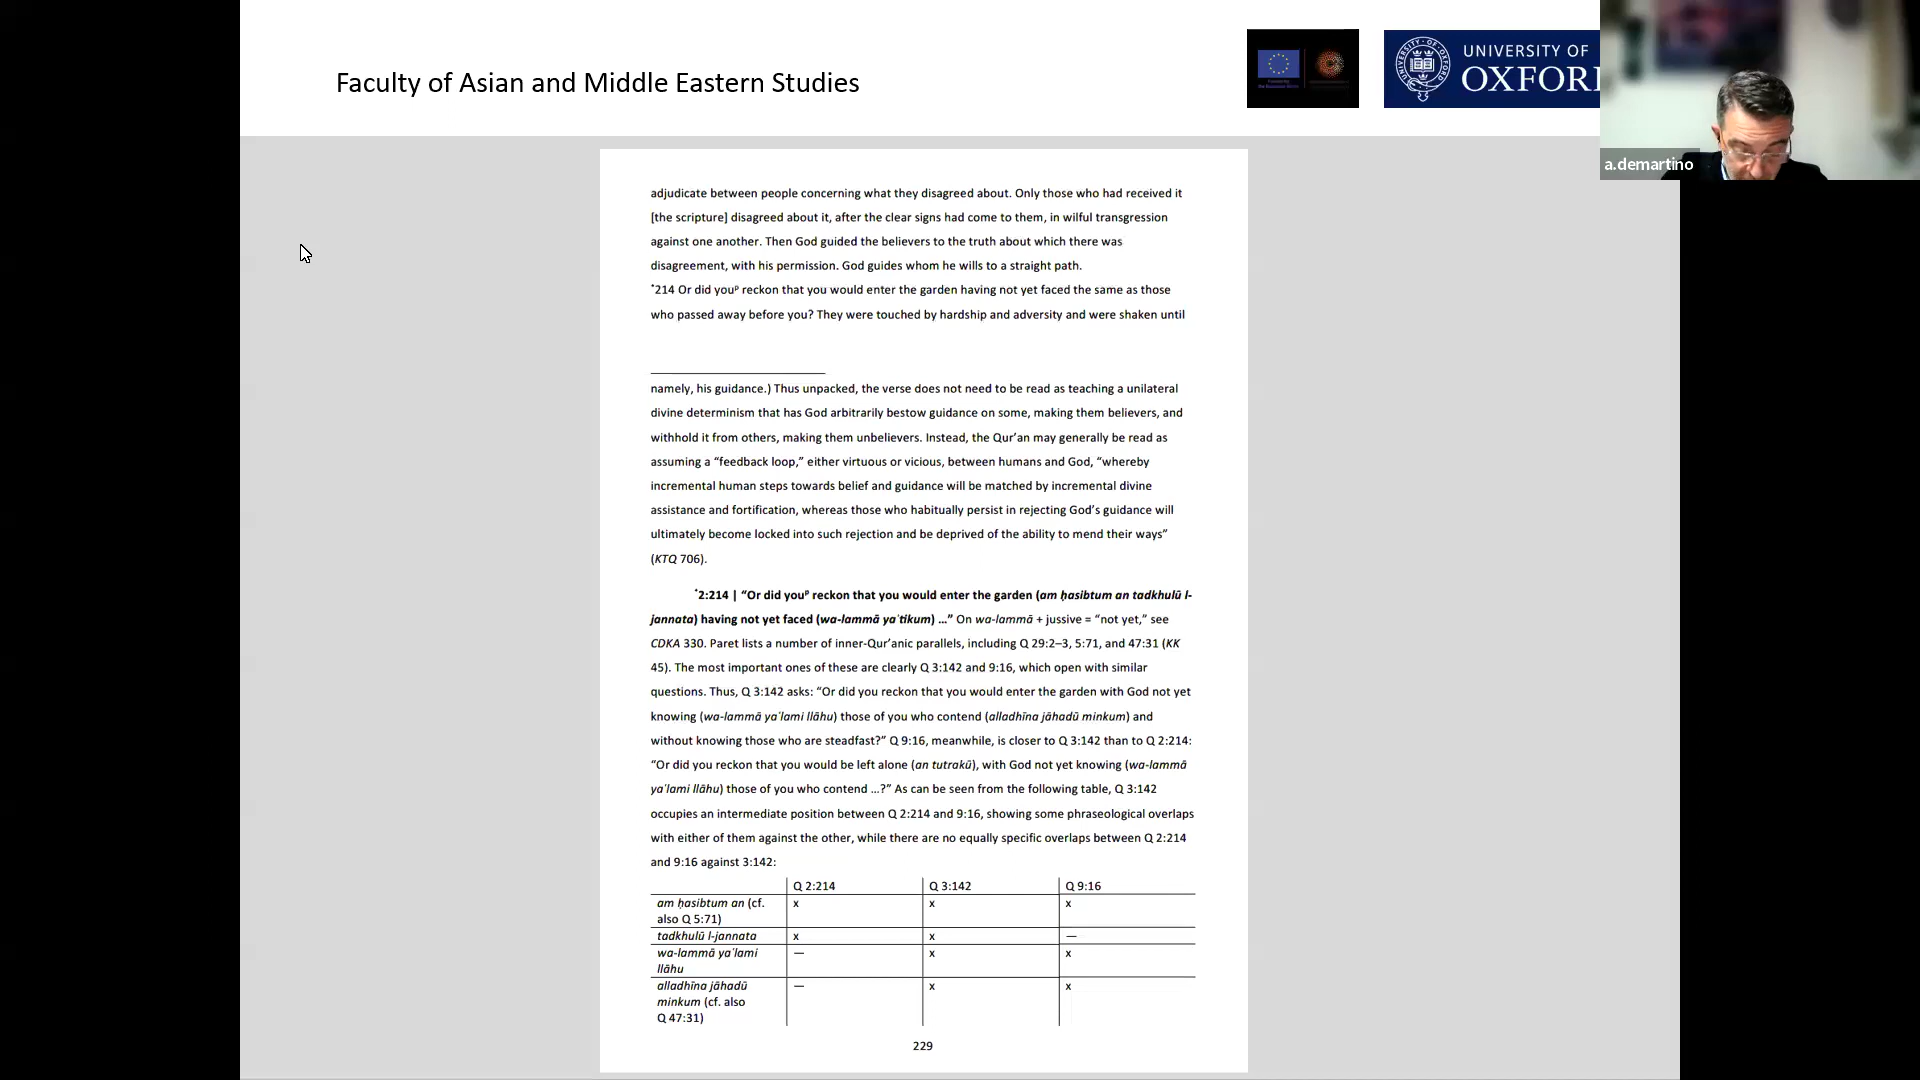 Faculty of Asian and Middle Eastern Studies
UNIVERSITY OF
OXFOR
a.demartino
adjudicate between people concerning what they disagreed about. Only those who had received it
[the scripture] disagreed about it, after the clear signs had come to them, in wilful transgression
against one another. Then God guided the believers to the truth about which there was
disagreement, with his permission. God guides whom he wills to a straight path.
*214 Or did youᵖ reckon that you would enter the garden having not yet faced the same as those
who passed away before you? They were touched by hardship and adversity and were shaken until
namely, his guidance.) Thus unpacked, the verse does not need to be read as teaching a unilateral
divine determinism that has God arbitrarily bestow guidance on some, making them believers, and
withhold it from others, making them unbelievers. Instead, the Qur’an may generally be read as
assuming a “feedback loop,” either virtuous or vicious, between humans and God, “whereby
incremental human steps towards belief and guidance will be matched by incremental divine
assistance and fortification, whereas those who habitually persist in rejecting God’s guidance will
ultimately become locked into such rejection and be deprived of the ability to mend their ways”
(KTQ 706).
*2:214 | “Or did youᵖ reckon that you would enter the garden (am ḥasibtum an tadkhulū l-
jannata) having not yet faced (wa-lammā yaʾtikum) ...” On wa-lammā + jussive = “not yet,” see
CDKA 330. Paret lists a number of inner-Qur’anic parallels, including Q 29:2–3, 5:71, and 47:31 (KK
45). The most important ones of these are clearly Q 3:142 and 9:16, which open with similar
questions. Thus, Q 3:142 asks: “Or did you reckon that you would enter the garden with God not yet
knowing (wa-lammā yaʿlami llāhu) those of you who contend (alladhīna jāhadū minkum) and
without knowing those who are steadfast?” Q 9:16, meanwhile, is closer to Q 3:142 than to Q 2:214:
“Or did you reckon that you would be left alone (an tutrakū), with God not yet knowing (wa-lammā
yaʿlami llāhu) those of you who contend ...?” As can be seen from the following table, Q 3:142
occupies an intermediate position between Q 2:214 and 9:16, showing some phraseological overlaps
with either of them against the other, while there are no equally specific overlaps between Q 2:214
and 9:16 against 3:142:
Q 2:214 Q 3:142 Q 9:16
am ḥasibtum an (cf. x x x
also Q 5:71)
tadkhulū l-jannata x x —
wa-lammā yaʿlami — x x
llāhu
alladhīna jāhadū — x x
minkum (cf. also
Q 47:31)
229